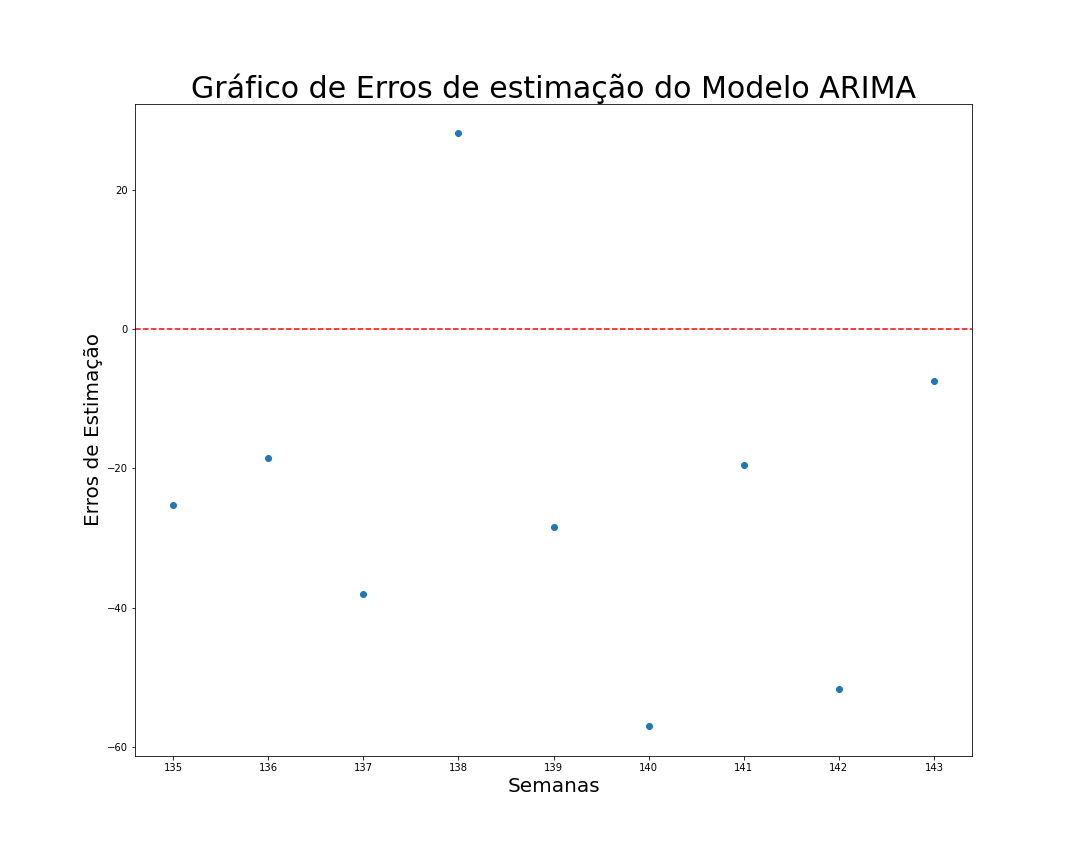 Gráfico de Erros de estimação do Modelo ARIMA
Erros de Estimação
20
0
−20
−40
−60
135 136 137 138 139 140 141 142 143
Semanas